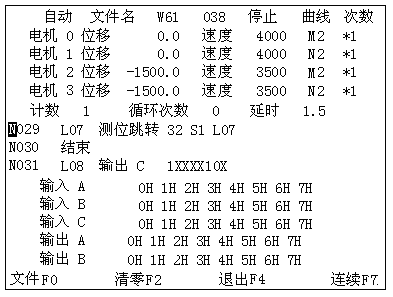 自动 文件名 W61 038 停止 曲线 次数
电机 0 位移 0.0 速度 4000 M2 *1
电机 1 位移 0.0 速度 4000 N2 *1
电机 2 位移 -1500.0 速度 3500 M2 *1
电机 3 位移 -1500.0 速度 3500 N2 *1
计数 1 循环次数 0 延时 1.5
N029 L07 测位跳转 32 S1 L07
N030 结束
N031 L08 输出 C 1XXXX10X
输入 A 0H 1H 2H 3H 4H 5H 6H 7H
输入 B 0H 1H 2H 3H 4H 5H 6H 7H
输入 C 0H 1H 2H 3H 4H 5H 6H 7H
输出 A 0H 1H 2H 3H 4H 5H 6H 7H
输出 B 0H 1H 2H 3H 4H 5H 6H 7H
文件F0 清零F2 退出F4 连续F7